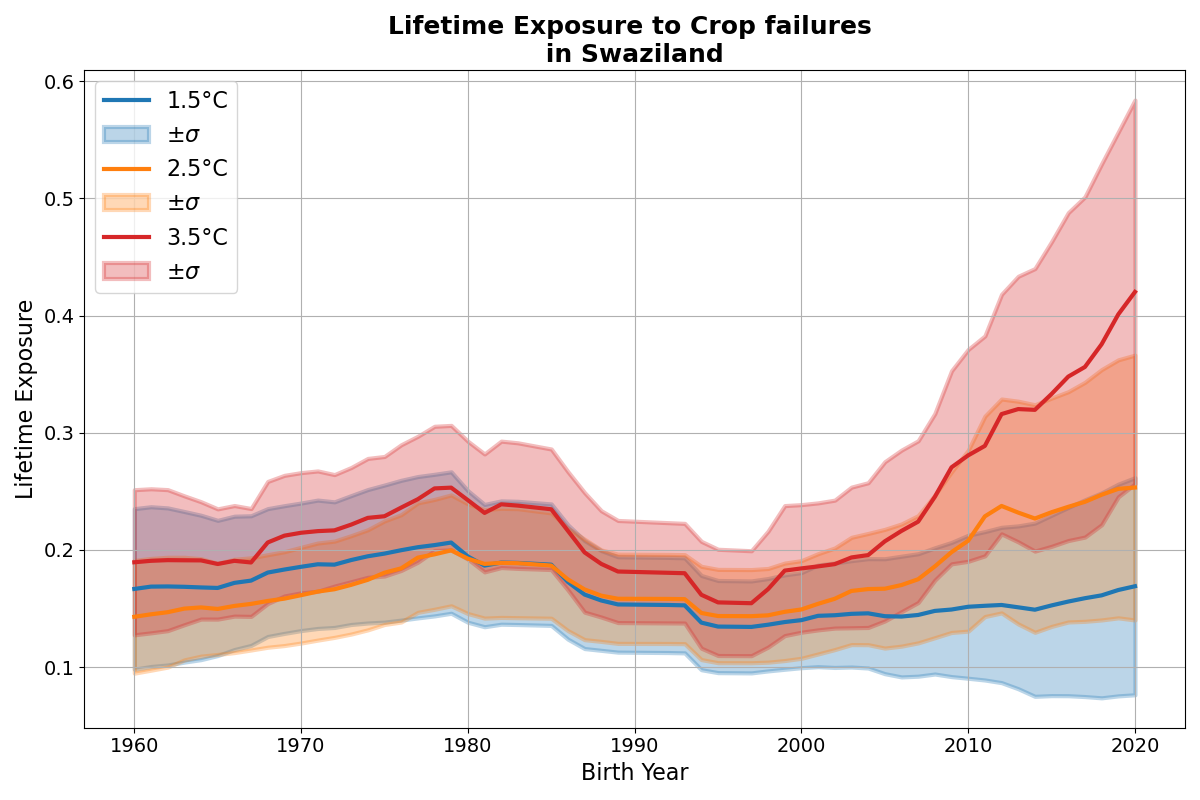 Lifetime Exposure to Crop failures
in Swaziland
Lifetime Exposure
0.6
0.5
0.4
0.3
0.2
0.1
1.5°C
±σ
2.5°C
±σ
3.5°C
±σ
1960 1970 1980 1990 2000 2010 2020
Birth Year